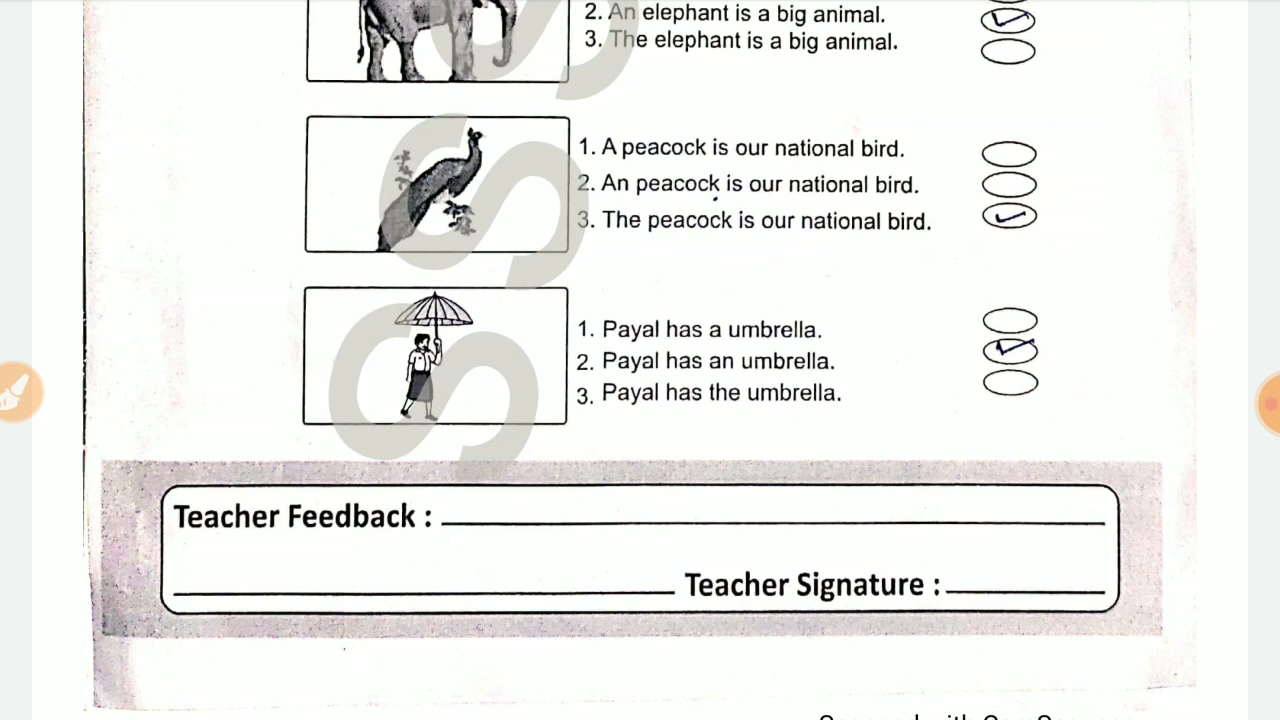 2. An elephant is a big animal.
3. The elephant is a big animal.
1. A peacock is our national bird.
2. An peacock is our national bird.
3. The peacock is our national bird.
1. Payal has a umbrella.
2. Payal has an umbrella.
3. Payal has the umbrella.
Teacher Feedback :
Teacher Signature :